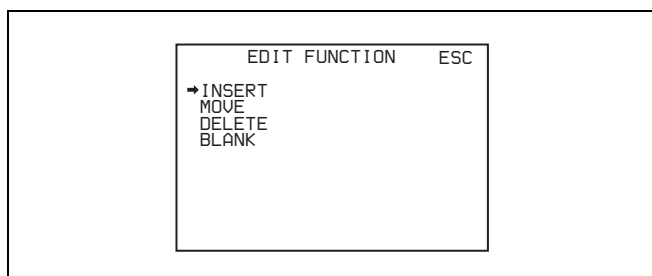 EDIT FUNCTION ESC
➡INSERT
MOVE
DELETE
BLANK